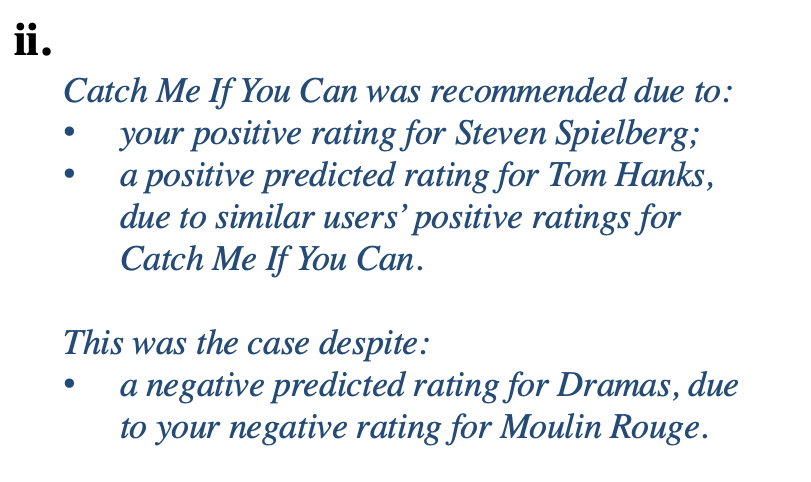 ii.
Catch Me If You Can was recommended due to:
• your positive rating for Steven Spielberg;
• a positive predicted rating for Tom Hanks,
due to similar users’ positive ratings for
Catch Me If You Can.
This was the case despite:
• a negative predicted rating for Dramas, due
to your negative rating for Moulin Rouge.